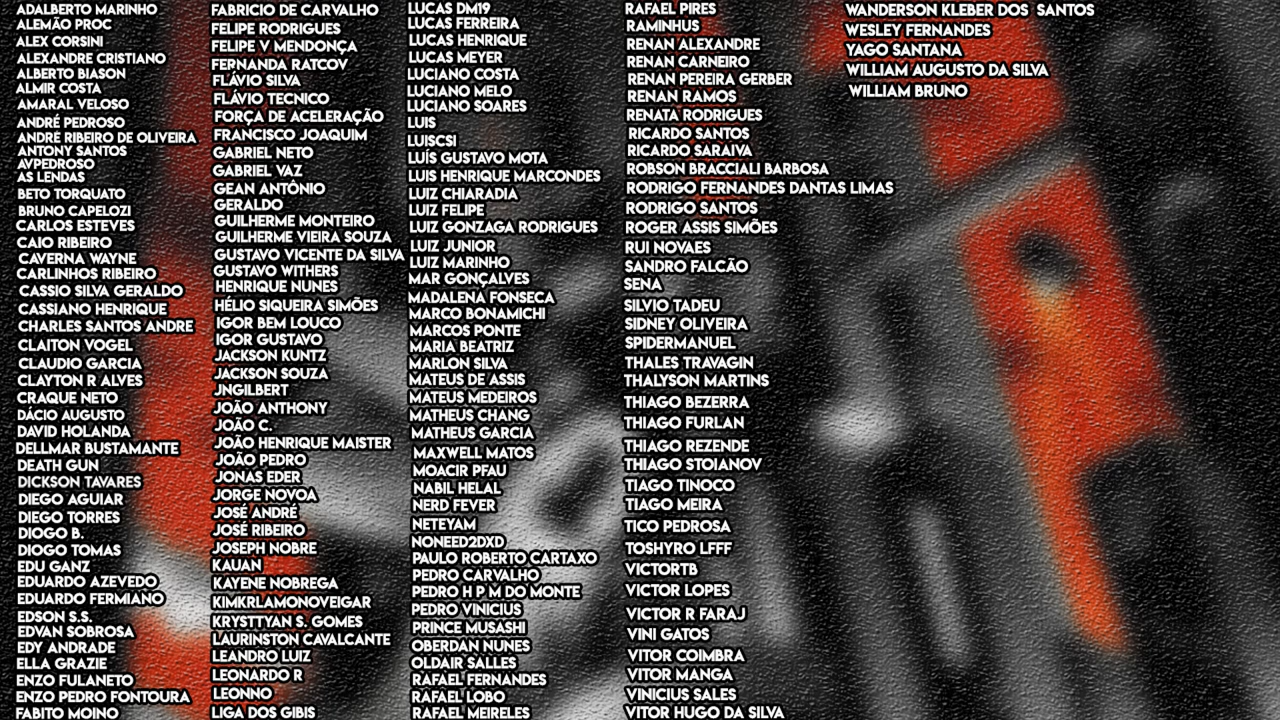 ADALBERTO MARINHO
ALEMÃO PROC
ALEX CORSINI
ALEXANDRE CRISTIANO
ALBERTO BIASON
ALMIR COSTA
AMARAL VELOSO
ANDRÉ PEDROSO
ANDRE RIBEIRO DE OLIVEIRA
ANTONY SANTOS
AVPEDROSO
AS LENDAS
BETO TORQUATO
BRUNO CAPELOZI
CARLOS ESTEVES
CAIO RIBEIRO
CAVERNA WAYNE
CARLINHOS RIBEIRO
CASSIO SILVA GERALDO
CASSIANO HENRIQUE
CHARLES SANTOS ANDRE
CLAITON VOGEL
CLAUDIO GARCIA
CLAYTON R ALVES
CRAQUE NETO
DÁCIO AUGUSTO
DAVID HOLANDA
DELLMAR BUSTAMANTE
DEATH GUN
DICKSON TAVARES
DIEGO AGUIAR
DIEGO TORRES
DIOGO B.
DIOGO TOMAS
EDU GANZ
EDUARDO AZEVEDO
EDUARDO FERMIANO
EDSON S.S.
EDVAN SOBROSA
EDY ANDRADE
ELLA GRAZIE
ENZO FULANETO
ENZO PEDRO FONTOURA
FABITO MOINO
FABRICIO DE CARVALHO
FELIPE RODRIGUES
FELIPE V MENDONÇA
FERNANDA RATCOV
FLÁVIO SILVA
FLÁVIO TECNICO
FORÇA DE ACELERAÇÃO
FRANCISCO JOAQUIM
GABRIEL NETO
GABRIEL VAZ
GEAN ANTÔNIO
GERALDO
GUILHERME MONTEIRO
GUILHERME VIEIRA SOUZA
GUSTAVO VICENTE DA SILVA
GUSTAVO WITHERS
HENRIQUE NUNES
HÉLIO SIQUEIRA SIMÕES
IGOR BEM LOUCO
IGOR GUSTAVO
JACKSON KUNTZ
JACKSON SOUZA
JNGILBERT
JOÃO ANTHONY
JOÃO C.
JOÃO HENRIQUE MAISTER
JOÃO PEDRO
JONAS EDER
JORGE NOVOA
JOSÉ ANDRÉ
JOSÉ RIBEIRO
JOSEPH NOBRE
KAUAN
KAYENE NOBREGA
KIMKRLAMONOVEIGAR
KRYSTTYAN S. GOMES
LAURINSTON CAVALCANTE
LEANDRO LUIZ
LEONARDO R
LEONNO
LIGA DOS GIBIS
LUCAS DM19
LUCAS FERREIRA
LUCAS HENRIQUE
LUCAS MEYER
LUCIANO COSTA
LUCIANO MELO
LUCIANO SOARES
LUIS
LUISCSI
LUÍS GUSTAVO MOTA
LUIS HENRIQUE MARCONDES
LUIZ CHIARADIA
LUIZ FELIPE
LUIZ GONZAGA RODRIGUES
LUIZ JUNIOR
LUIZ MARINHO
MAR GONÇALVES
MADALENA FONSECA
MARCO BONAMICHI
MARCOS PONTE
MARIA BEATRIZ
MARLON SILVA
MATEUS DE ASSIS
MATEUS MEDEIROS
MATHEUS CHANG
MATHEUS GARCIA
MAXWELL MATOS
MOACIR PFAU
NABIL HELAL
NERD FEVER
NETEYAM
NONEED2DXD
PAULO ROBERTO CARTAXO
PEDRO CARVALHO
PEDRO H P M DO MONTE
PEDRO VINICIUS
PRINCE MUSASHI
OBERDAN NUNES
OLDAIR SALLES
RAFAEL FERNANDES
RAFAEL LOBO
RAFAEL MEIRELES
RAFAEL PIRES
RAMINHUS
RENAN ALEXANDRE
RENAN CARNEIRO
RENAN PEREIRA GERBER
RENAN RAMOS
RENATA RODRIGUES
RICARDO SANTOS
RICARDO SARAIVA
ROBSON BRACCIALI BARBOSA
RODRIGO FERNANDES DANTAS LIMAS
RODRIGO SANTOS
ROGER ASSIS SIMÕES
RUI NOVAES
SANDRO FALCÃO
SENA
SILVIO TADEU
SIDNEY OLIVEIRA
SPIDERMANUEL
THALES TRAVAGIN
THALYSON MARTINS
THIAGO BEZERRA
THIAGO FURLAN
THIAGO REZENDE
THIAGO STOIANOV
TIAGO TINOCO
TIAGO MEIRA
TICO PEDROSA
TOSHYRO LFFF
VICTORTB
VICTOR LOPES
VICTOR R FARAJ
VINI GATOS
VITOR COIMBRA
VITOR MANGA
VINICIUS SALES
VITOR HUGO DA SILVA
WANDERSON KLEBER DOS SANTOS
WESLEY FERNANDES
YAGO SANTANA
WILLIAM AUGUSTO DA SILVA
WILLIAM BRUNO